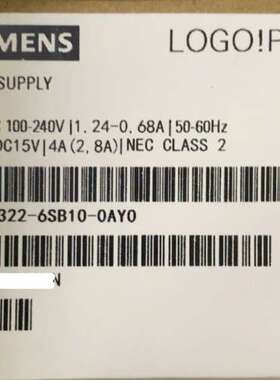 EMENS LOGO!P
SUPPLY
100-240V|1.24-0.68A|50-60Hz
DC15V|4A(2,8A)|NEC CLASS 2
322-6SB10-0AY0
N